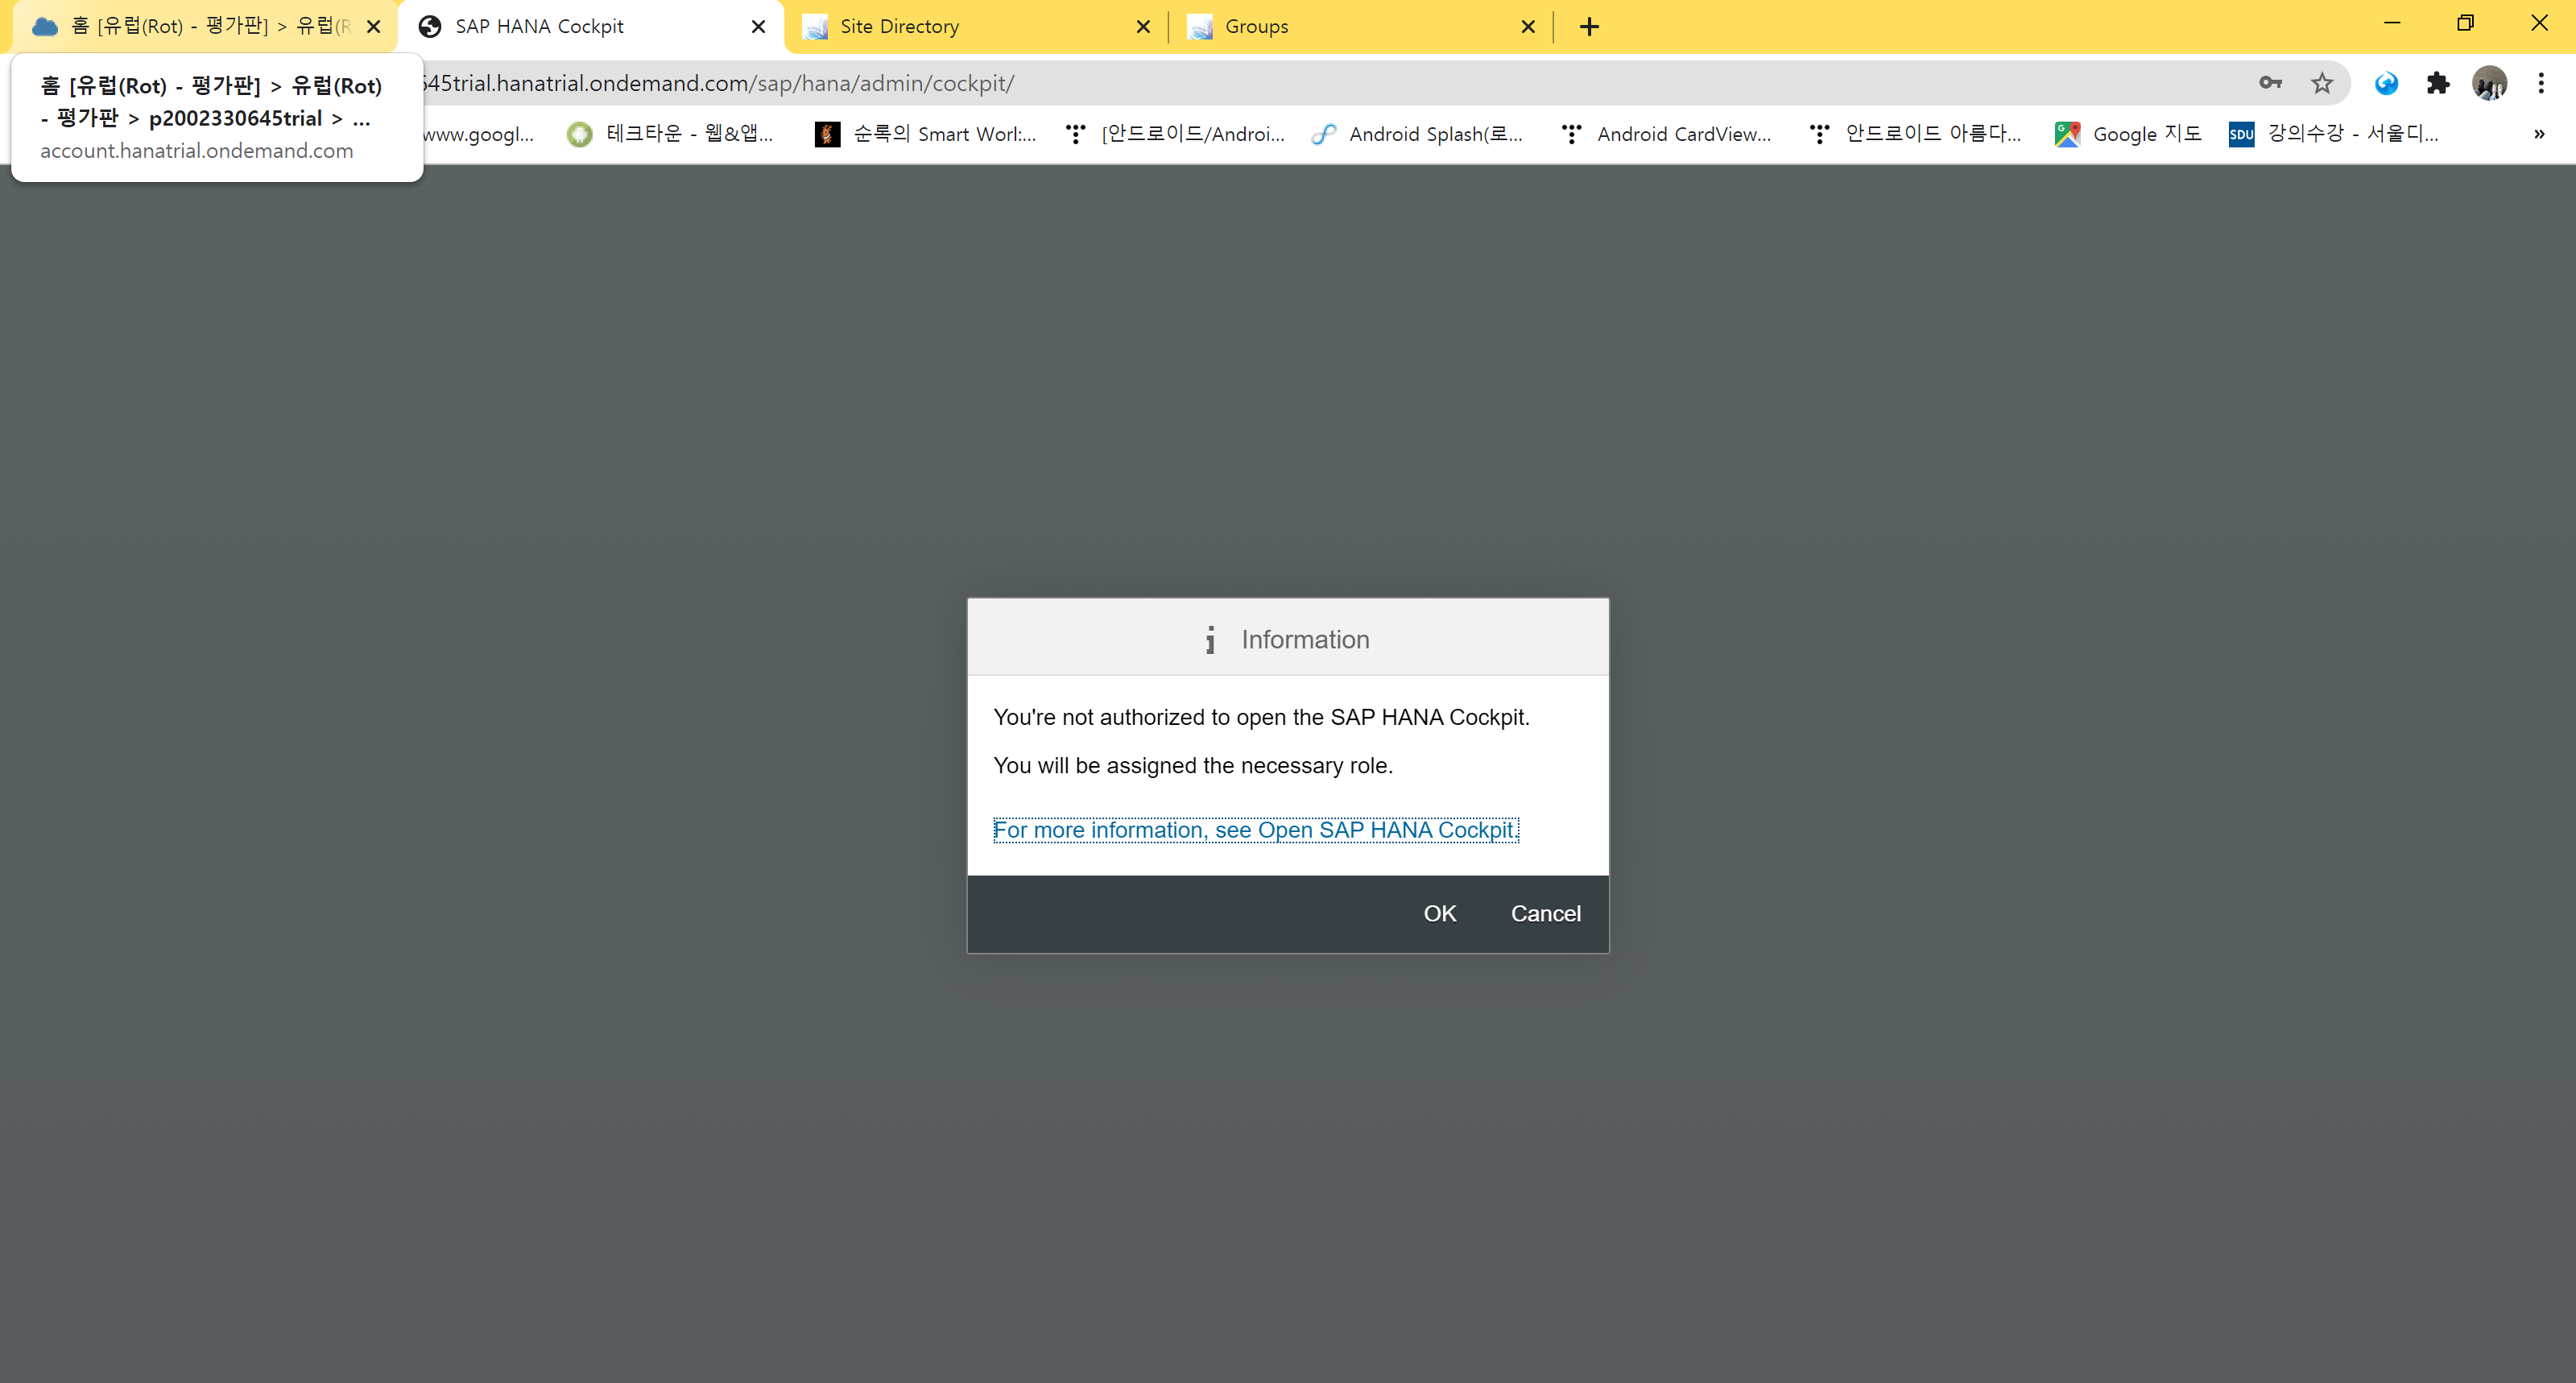 홈 [유럽(Rot) - 평가판] > 유럽(R
SAP HANA Cockpit
Site Directory
Groups
홈 [유럽(Rot) - 평가판] > 유럽(Rot)
- 평가판 > p2002330645trial > ...
account.hanatrial.ondemand.com
645trial.hanatrial.ondemand.com/sap/hana/admin/cockpit/
www.googl...
테크타운 - 웹&앱...
순록의 Smart Worl:...
[안드로이드/Androi...
Android Splash(로...
Android CardView...
안드로이드 아름다...
Google 지도
SDU 강의수강 - 서울디...
»
Information
You're not authorized to open the SAP HANA Cockpit.
You will be assigned the necessary role.
For more information, see Open SAP HANA Cockpit.
OK
Cancel